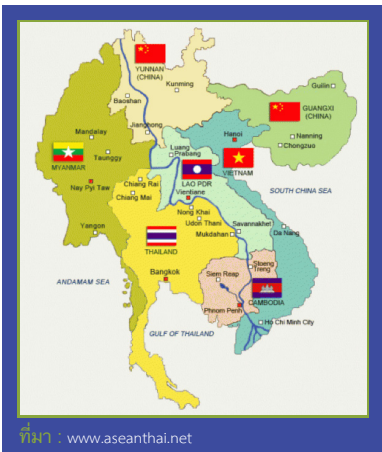 YUNNAN
(CHINA)
Kunming
Baoshan
Guilin
GUANGXI
(CHINA)
Jinghong
Mandalay
Hanoi
Nanning
Chongzuo
Luang
Prabang
Taunggy
MYANMAR
VIETNAM
LAO PDR
Vientiane
Nay Pyi Taw
Chiang Rai
Chiang Mai
SOUTH CHINA SEA
Nong Khai
Udon Thani
Savannakhet
Yangon
Mukdahan
Da Nang
THAILAND
Stoeng
Treng
Bangkok
Siem Reap
ANDAMAM SEA
CAMBODIA
Phnom Penh
Ho Chi Minh City
GULF OF THAILAND
ที่มา : www.aseanthai.net